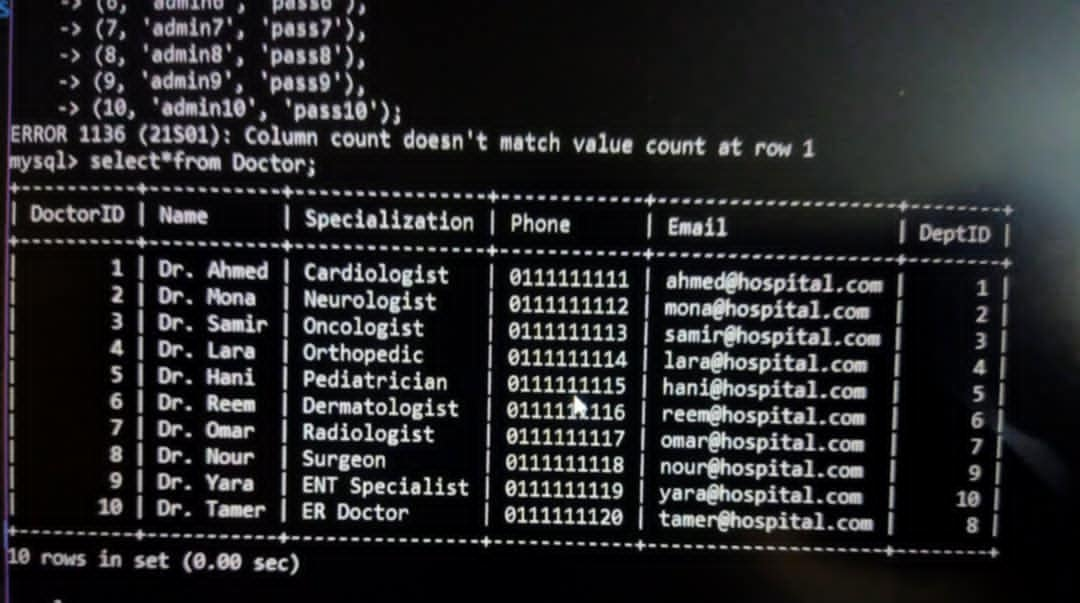 -> (6, 'admin6', 'pass6'),
-> (7, 'admin7', 'pass7'),
-> (8, 'admin8', 'pass8'),
-> (9, 'admin9', 'pass9'),
-> (10, 'admin10', 'pass10');
ERROR 1136 (21S01): Column count doesn't match value count at row 1
mysql> select*from Doctor;
| DoctorID | Name | Specialization | Phone | Email | DeptID |
| 1 | Dr. Ahmed | Cardiologist | 0111111111 | ahmed@hospital.com | 1 |
| 2 | Dr. Mona | Neurologist | 0111111112 | mona@hospital.com | 2 |
| 3 | Dr. Samir | Oncologist | 0111111113 | samir@hospital.com | 3 |
| 4 | Dr. Lara | Orthopedic | 0111111114 | lara@hospital.com | 4 |
| 5 | Dr. Hani | Pediatrician | 0111111115 | hani@hospital.com | 5 |
| 6 | Dr. Reem | Dermatologist | 0111111116 | reem@hospital.com | 6 |
| 7 | Dr. Omar | Radiologist | 0111111117 | omar@hospital.com | 7 |
| 8 | Dr. Nour | Surgeon | 0111111118 | nour@hospital.com | 9 |
| 9 | Dr. Yara | ENT Specialist | 0111111119 | yara@hospital.com | 10 |
| 10 | Dr. Tamer | ER Doctor | 0111111120 | tamer@hospital.com | 8 |
10 rows in set (0.00 sec)